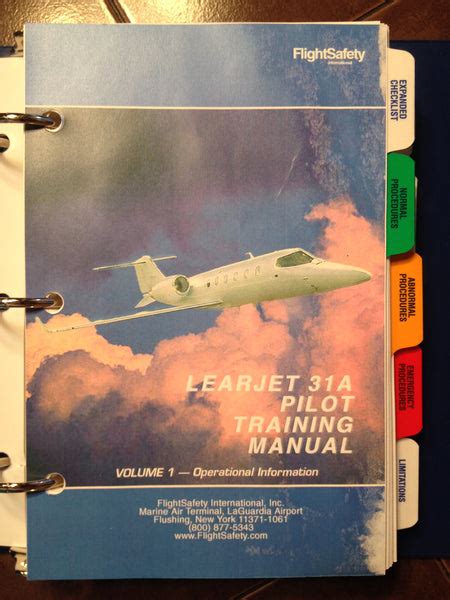 FlightSafety
international
EXPANDED
CHECKLIST
NORMAL
PROCEDURES
ABNORMAL
PROCEDURES
EMERGENCY
PROCEDURES
LIMITATIONS
LEARJET 31A
PILOT
TRAINING
MANUAL
VOLUME 1 — Operational Information
FlightSafety International, Inc.
Marine Air Terminal, LaGuardia Airport
Flushing, New York 11371-1061
(800) 877-5343
www.FlightSafety.com